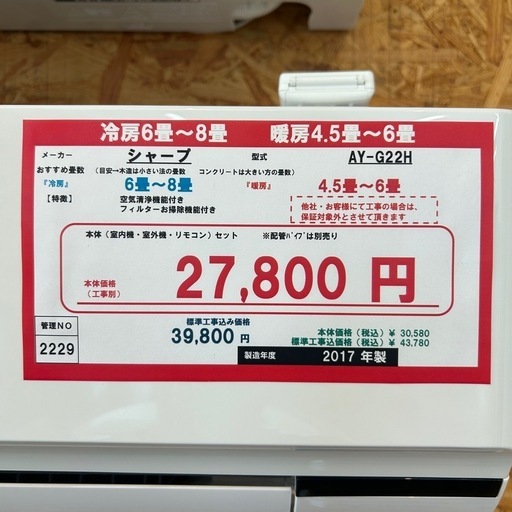 冷房6畳～8畳 暖房4.5畳～6畳
メーカー シャープ 型式 AY-G22H
おすすめ畳数 (目安→木造は小さい法の畳数 コンクリートは大きい方の畳数)
『冷房』 6畳～8畳 『暖房』 4.5畳～6畳
【特徴】 空気清浄機能付き
フィルターお掃除機能付き
他社・お客様にて工事の場合は、
保証対象外とさせて頂きます
本体（室内機・室外機・リモコン）セット ※配管ﾊﾟｲﾌﾟは別売り
本体価格
（工事別）
27,800 円
管理NO
2229
標準工事込み価格
39,800 円
本体価格（税込）￥ 30,580
標準工事込価格（税込）￥ 43,780
製造年度 2017 年製